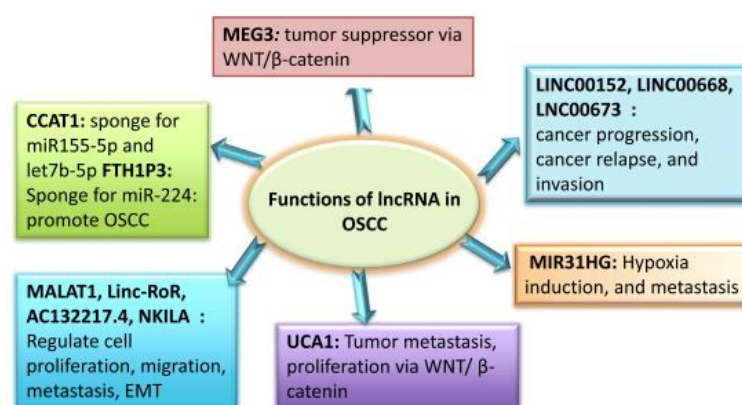 MEG3: tumor suppressor via
WNT/β-catenin
LINC00152, LINC00668,
LNC00673 :
cancer progression,
cancer relapse, and
invasion
CCAT1: sponge for
miR155-5p and
let7b-5p FTH1P3:
Sponge for miR-224:
promote OSCC
Functions of lncRNA in
OSCC
MIR31HG: Hypoxia
induction, and metastasis
MALAT1, Linc-RoR,
AC132217.4, NKILA :
Regulate cell
proliferation, migration,
metastasis, EMT
UCA1: Tumor metastasis,
proliferation via WNT/ β-
catenin